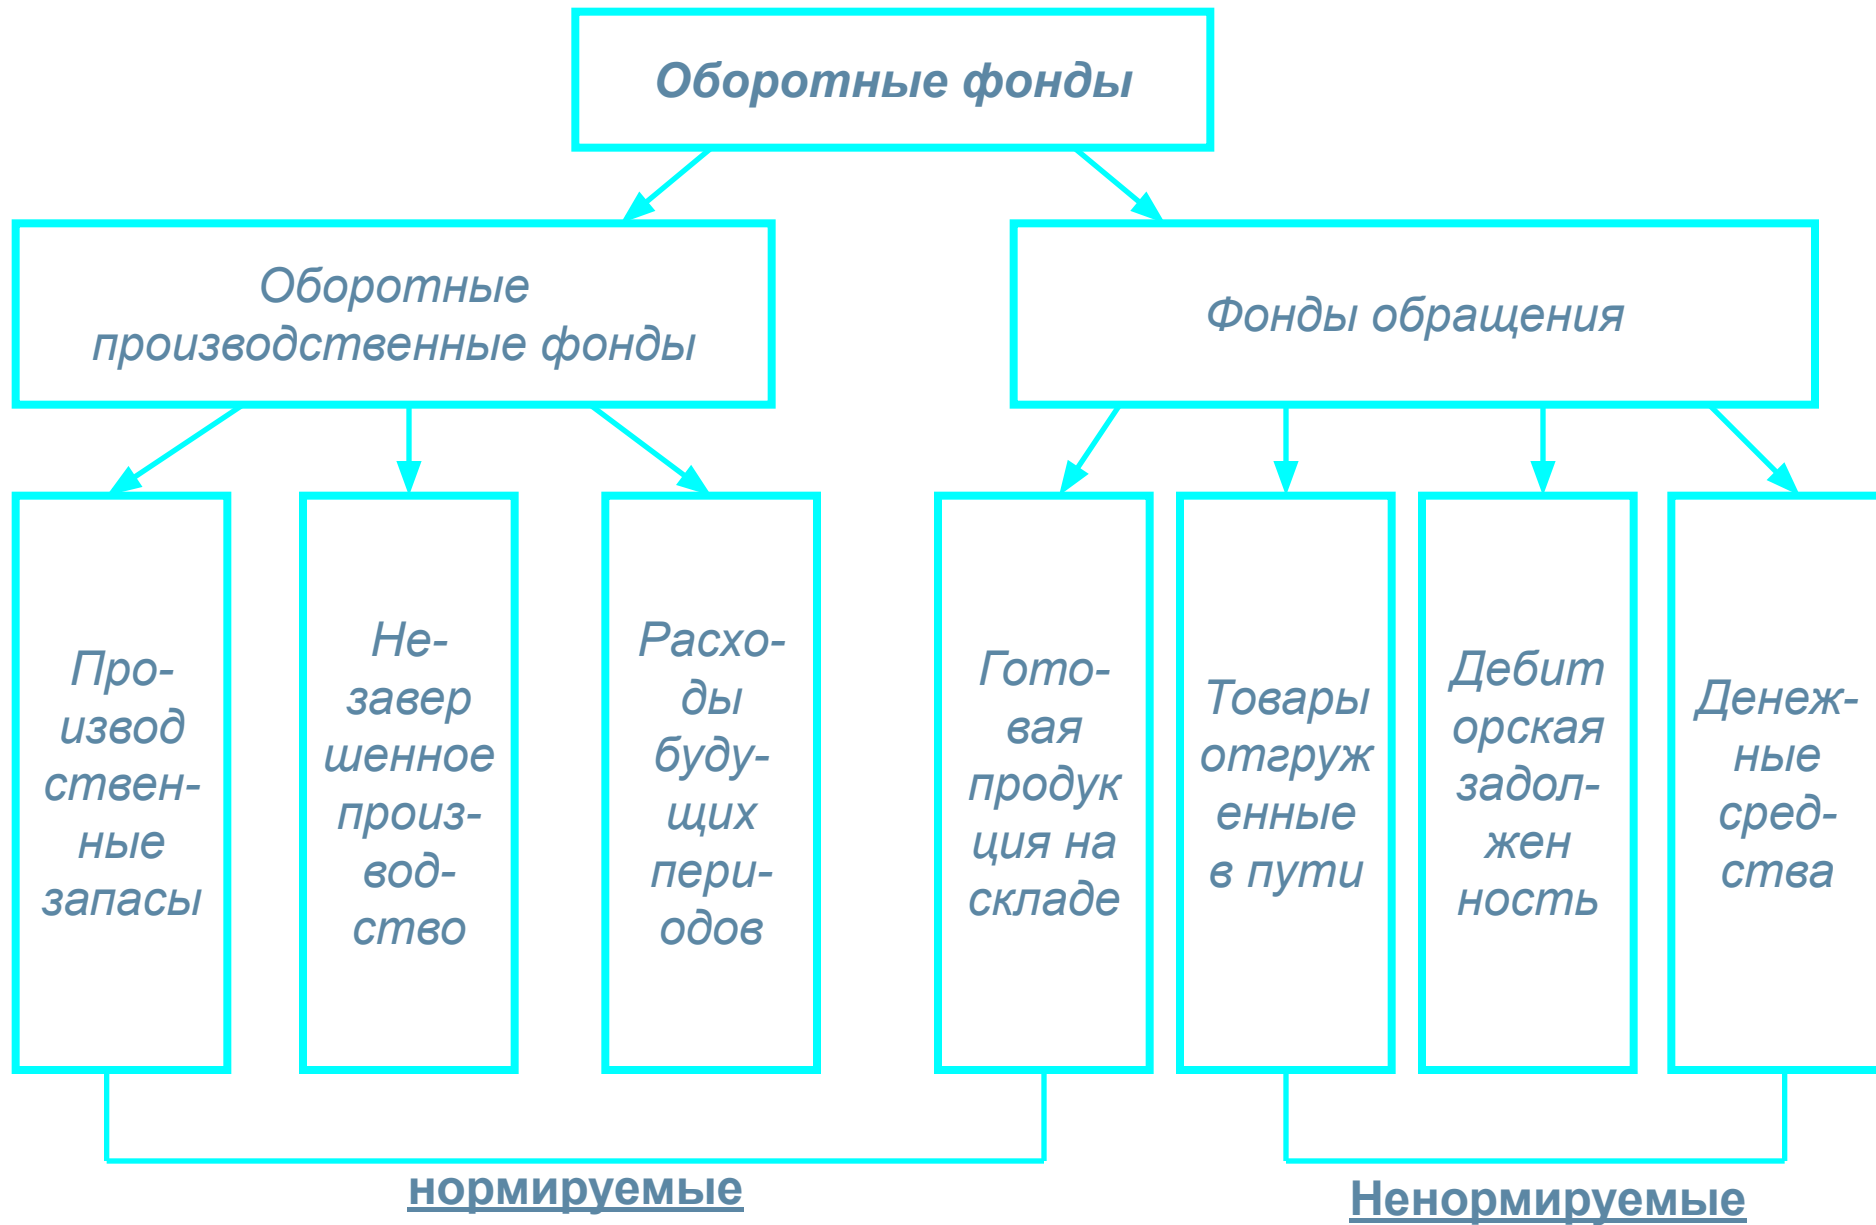 Оборотные фонды
Оборотные
производственные фонды
Фонды обращения
Про-
извод
ствен-
ные
запасы
Не-
завер
шенное
произ-
вод-
ство
Расхо-
ды
буду-
щих
пери-
одов
Гото-
вая
продук
ция на
складе
Товары
отгруж
енные
в пути
Дебит
орская
задол-
жен
ность
Денеж-
ные
сред-
ства
нормируемые
Ненормируемые